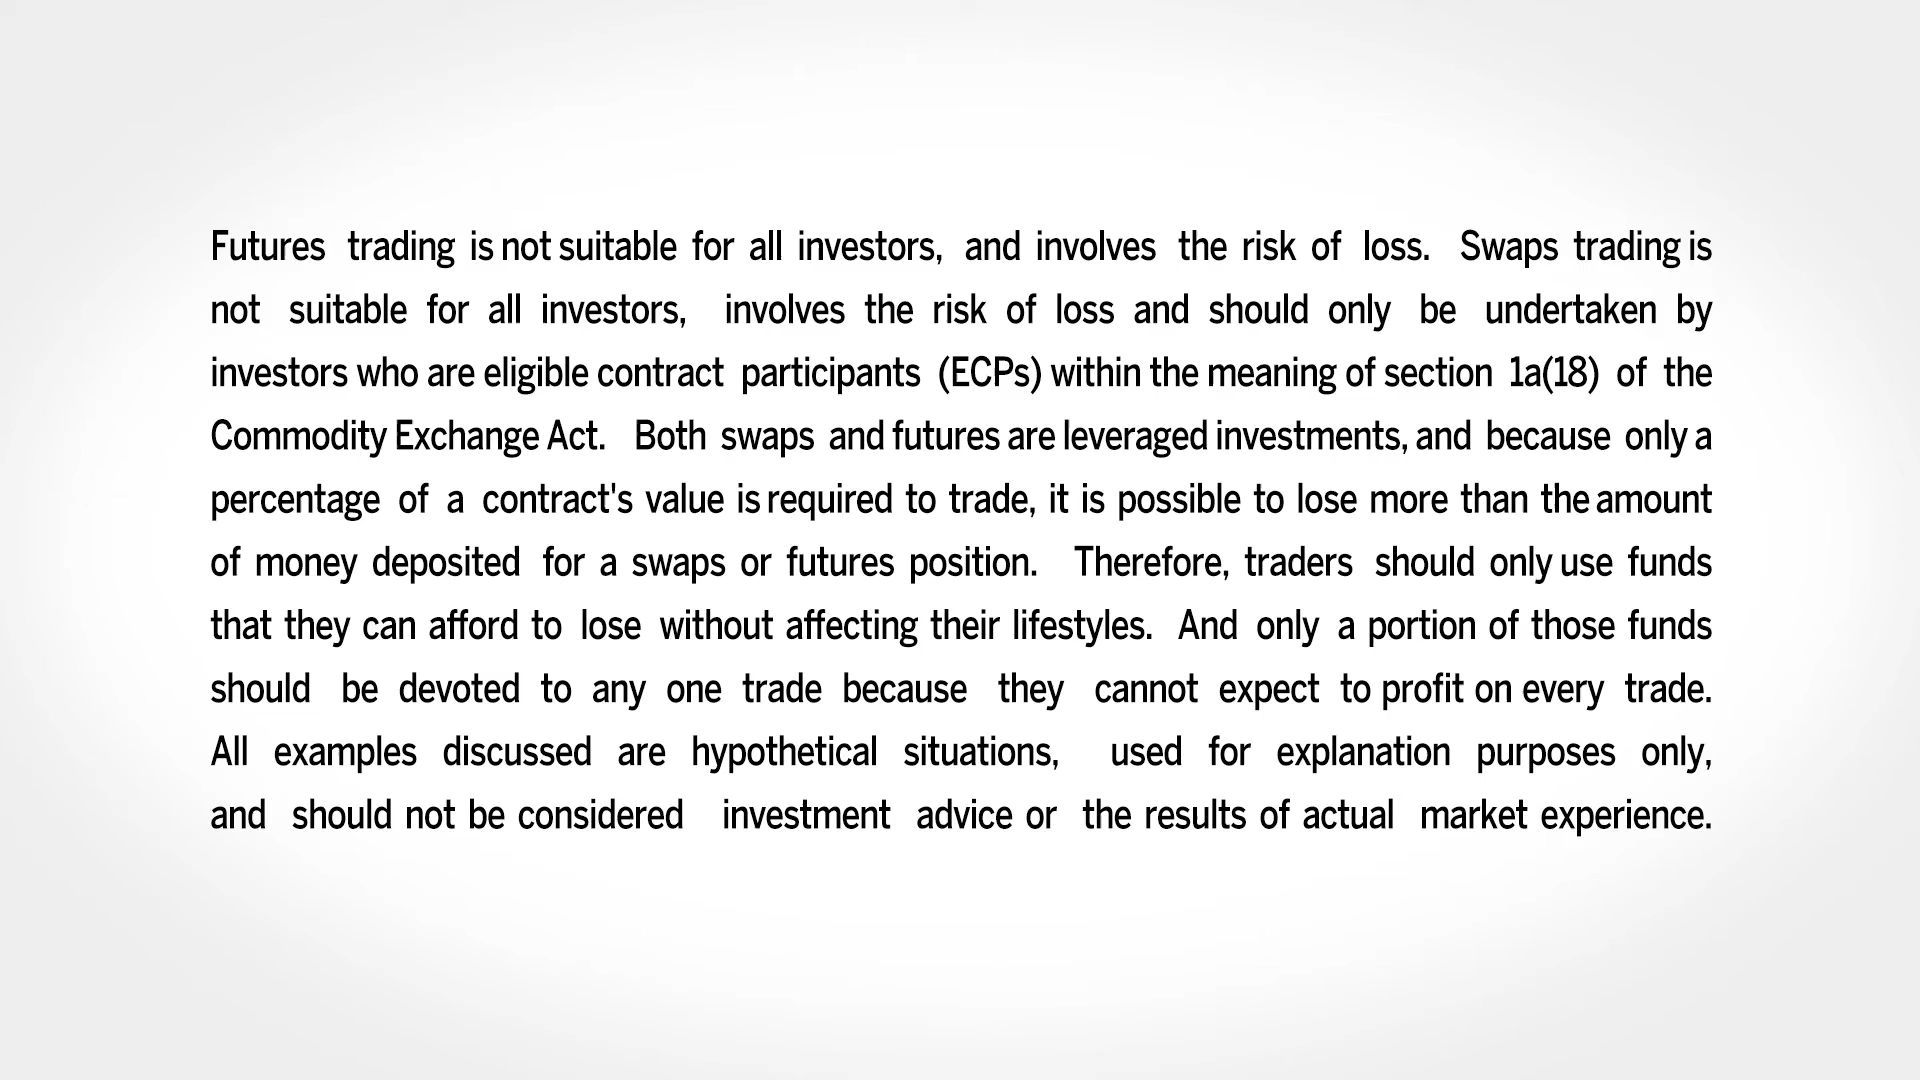 Futures trading is not suitable for all investors, and involves the risk of loss. Swaps trading is
not suitable for all investors, involves the risk of loss and should only be undertaken by
investors who are eligible contract participants (ECPs) within the meaning of section 1a(18) of the
Commodity Exchange Act. Both swaps and futures are leveraged investments, and because only a
percentage of a contract's value is required to trade, it is possible to lose more than the amount
of money deposited for a swaps or futures position. Therefore, traders should only use funds
that they can afford to lose without affecting their lifestyles. And only a portion of those funds
should be devoted to any one trade because they cannot expect to profit on every trade.
All examples discussed are hypothetical situations, used for explanation purposes only,
and should not be considered investment advice or the results of actual market experience.